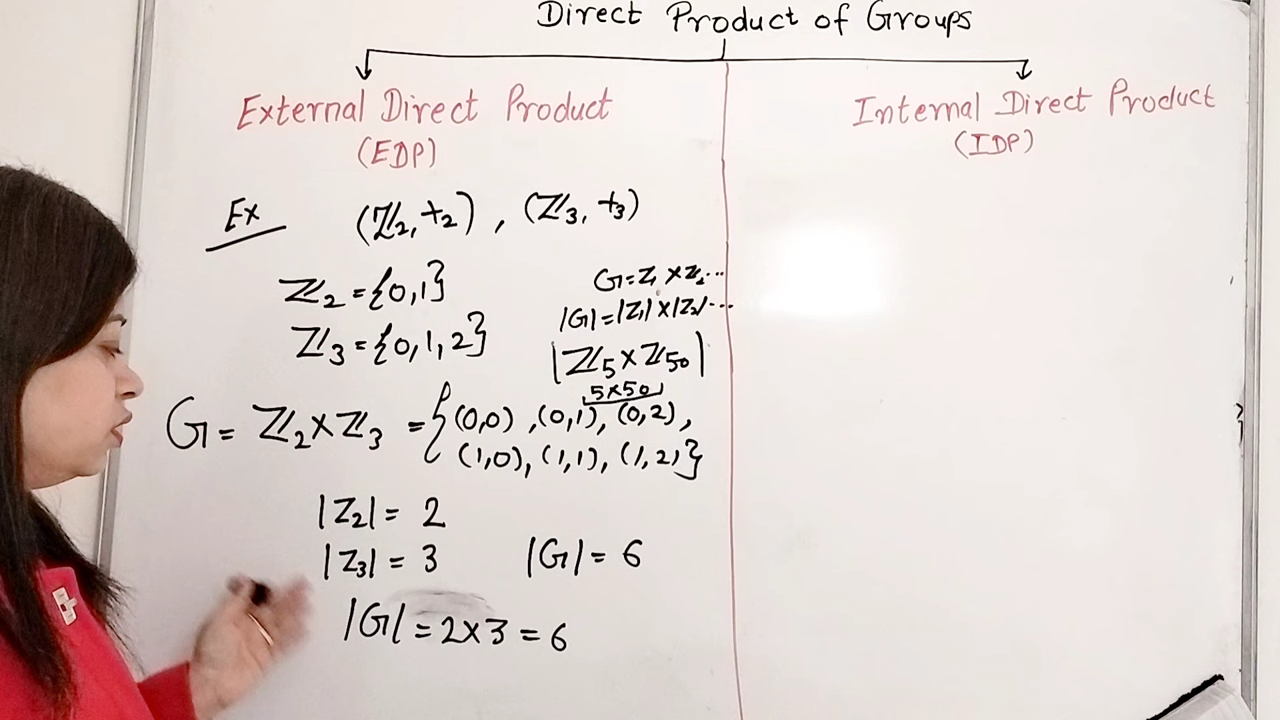 Direct Product of Groups
External Direct Product
(EDP)
Internal Direct Product
(IDP)
Ex (ℤ₂, +₂) , (ℤ₃, +₃)
ℤ₂ = {0,1}
ℤ₃ = {0,1,2}
G = Z₁ × Z₂ ...
|G| = |Z₁| × |Z₂| ...
|ℤ₅ × ℤ₅₀|
5×50
G = ℤ₂ × ℤ₃ = {(0,0) , (0,1), (0,2),
(1,0), (1,1), (1,2)}
|Z₂| = 2
|Z₃| = 3 |G| = 6
|G| = 2×3 = 6